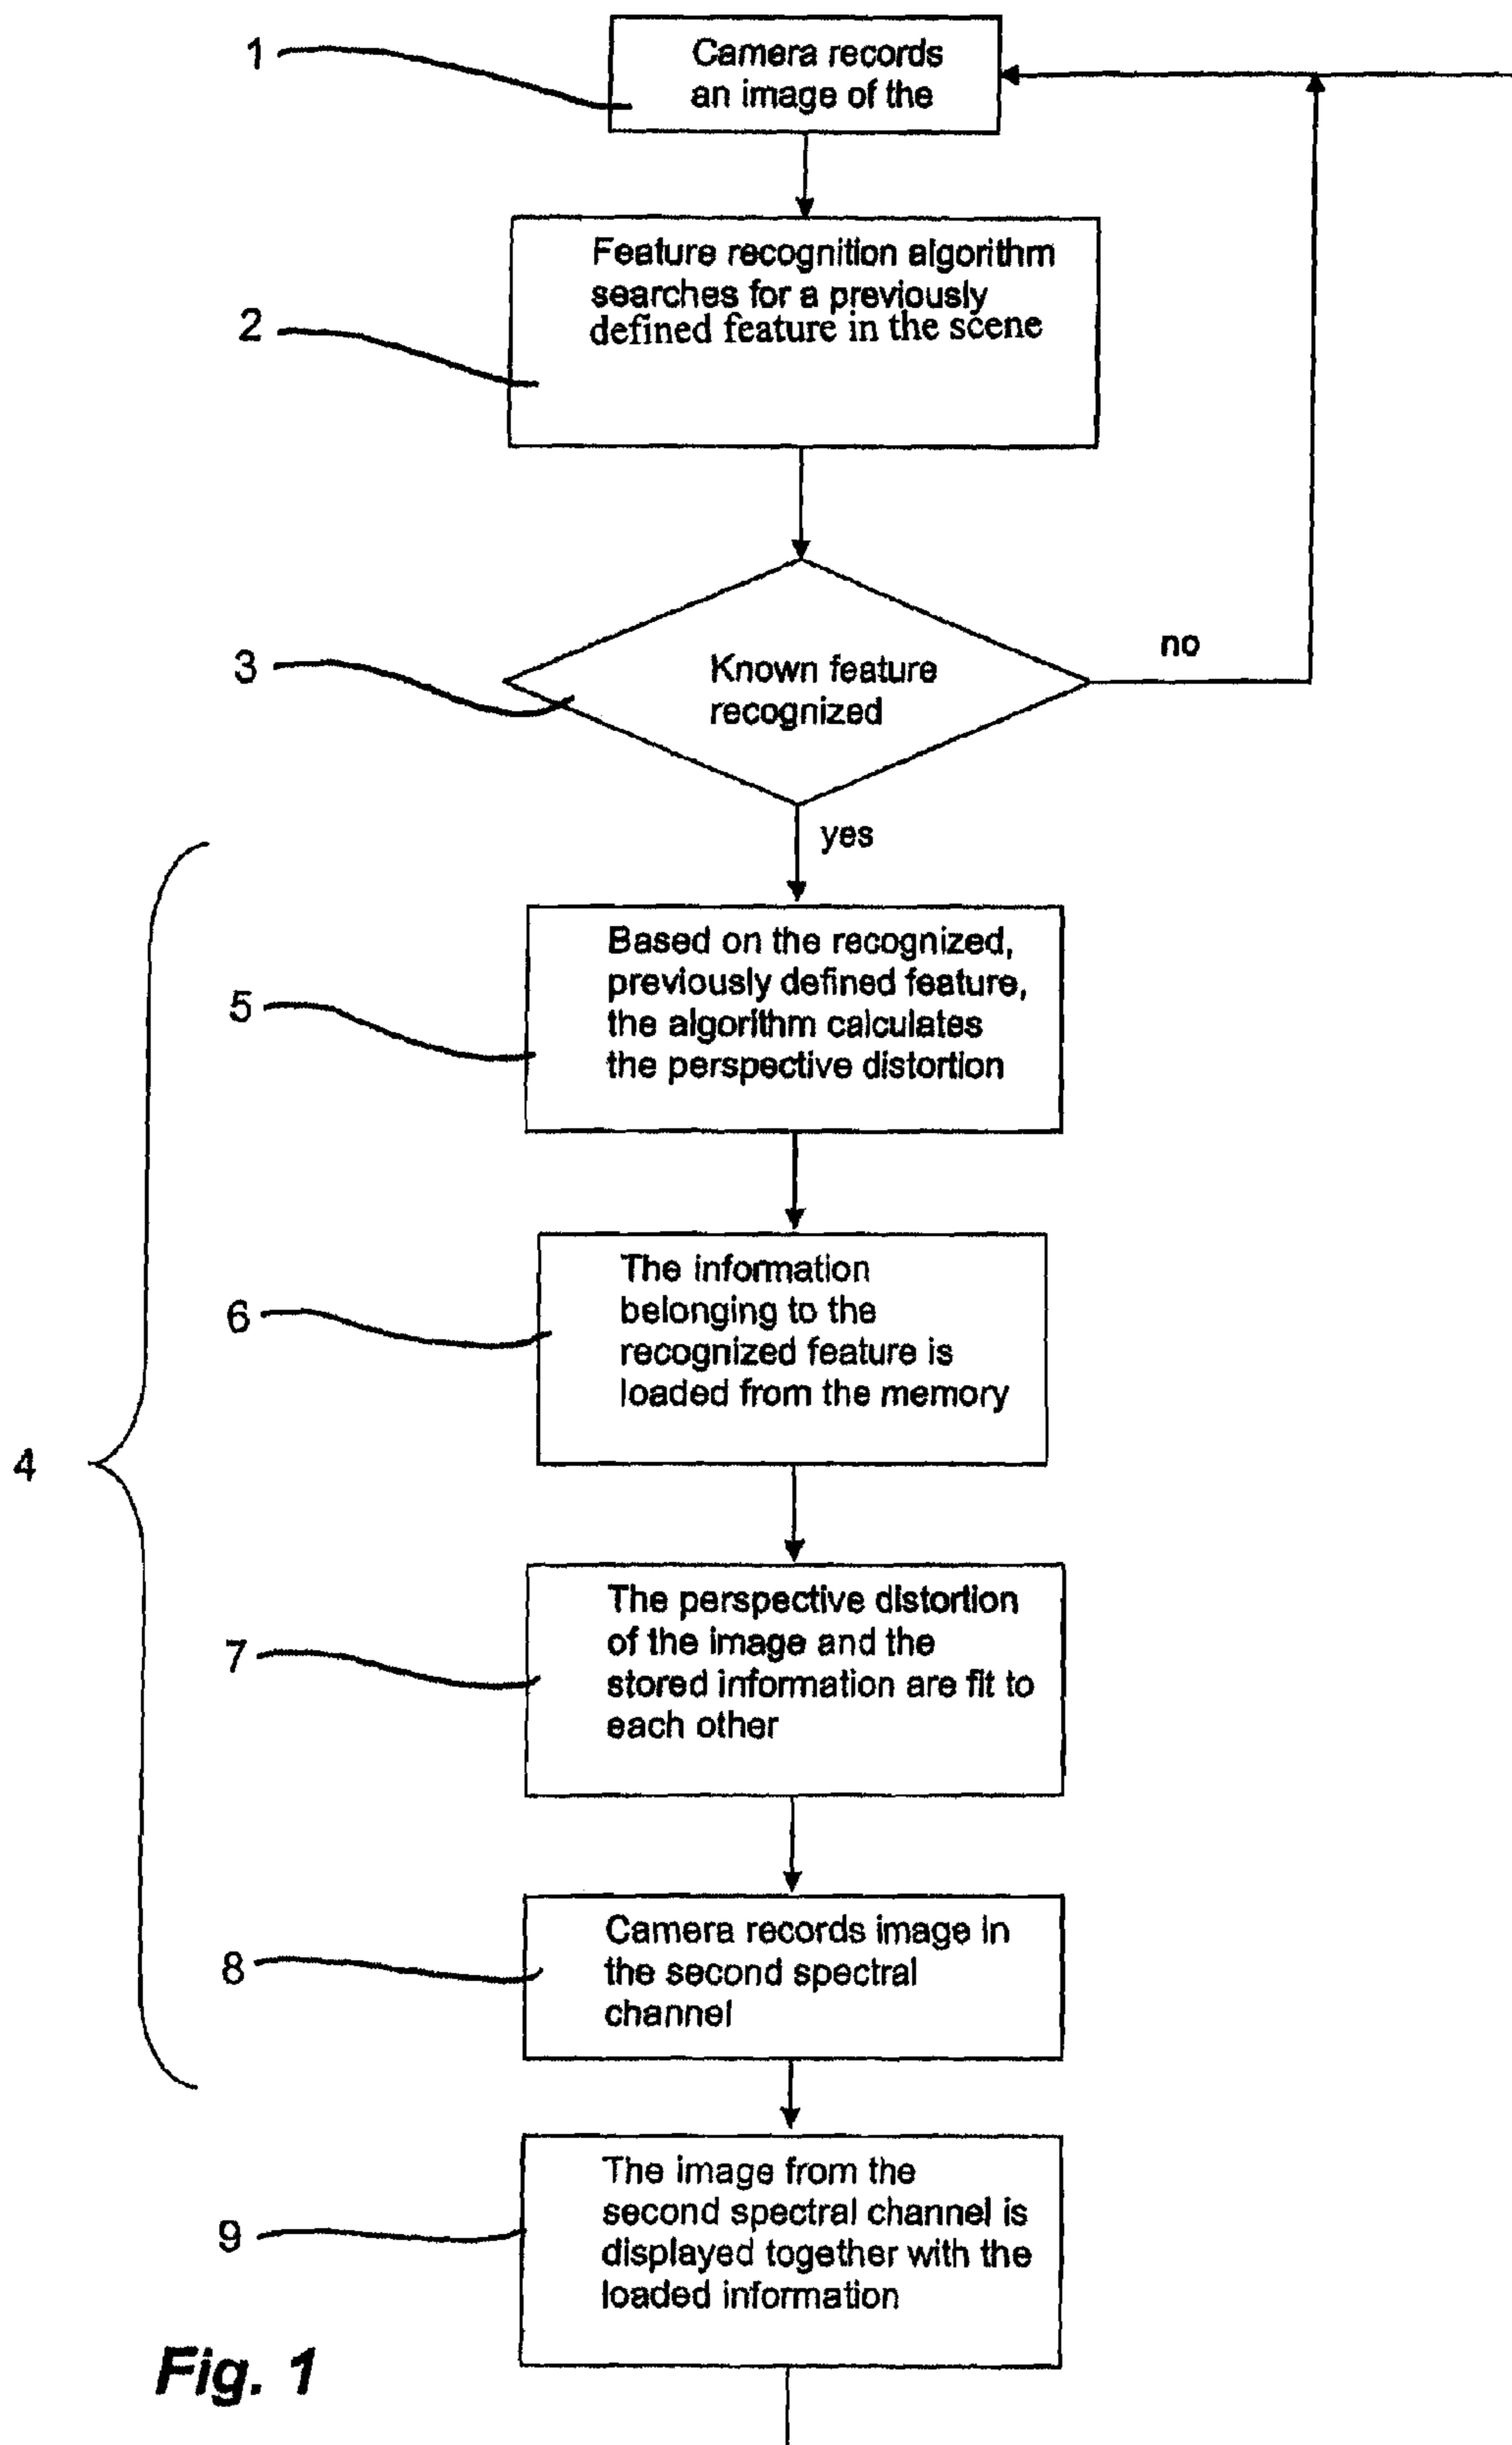 1
Camera records
an image of the
2
Feature recognition algorithm
searches for a previously
defined feature in the scene
3
Known feature
recognized
no
yes
4
5
Based on the recognized,
previously defined feature,
the algorithm calculates
the perspective distortion
6
The information
belonging to the
recognized feature is
loaded from the memory
7
The perspective distortion
of the image and the
stored information are fit to
each other
8
Camera records image in
the second spectral
channel
9
The image from the
second spectral channel is
displayed together with the
loaded information
Fig. 1